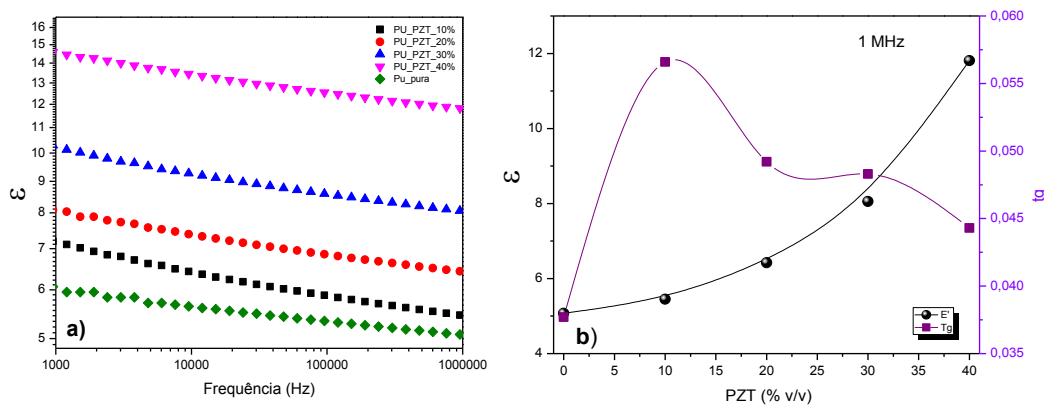 16
15
14
13
12
11
10
9
8
7
6
5
ε
PU_PZT_10%
PU_PZT_20%
PU_PZT_30%
PU_PZT_40%
Pu_pura
a)
1000
10000
100000
1000000
Frequência (Hz)
12
10
8
6
4
ε
1 MHz
0,060
0,055
0,050
0,045
0,040
0,035
tg
E'
Tg
b)
0
5
10
15
20
25
30
35
40
PZT (% v/v)